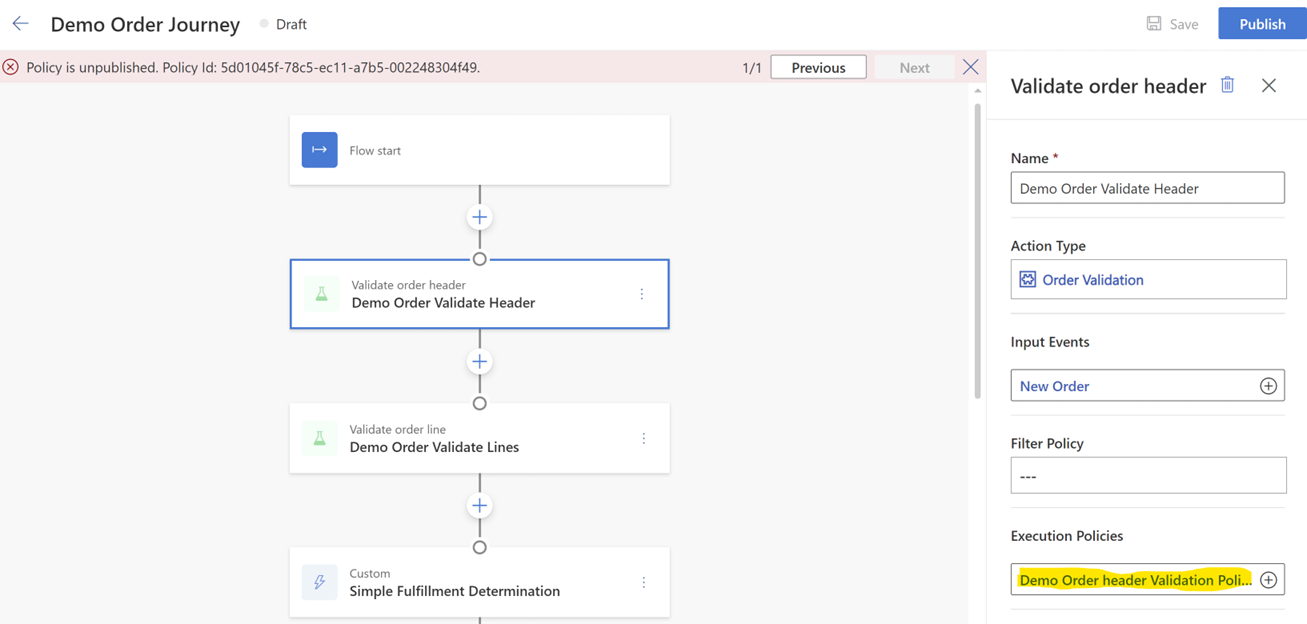 Demo Order Journey
Draft
Save
Publish
Policy is unpublished. Policy Id: 5d01045f-78c5-ec11-a7b5-002248304f49.
1/1
Previous
Next
Flow start
Validate order header
Demo Order Validate Header
Validate order line
Demo Order Validate Lines
Custom
Simple Fulfillment Determination
Validate order header
Name *
Demo Order Validate Header
Action Type
Order Validation
Input Events
New Order
Filter Policy
---
Execution Policies
Demo Order header Validation Poli...